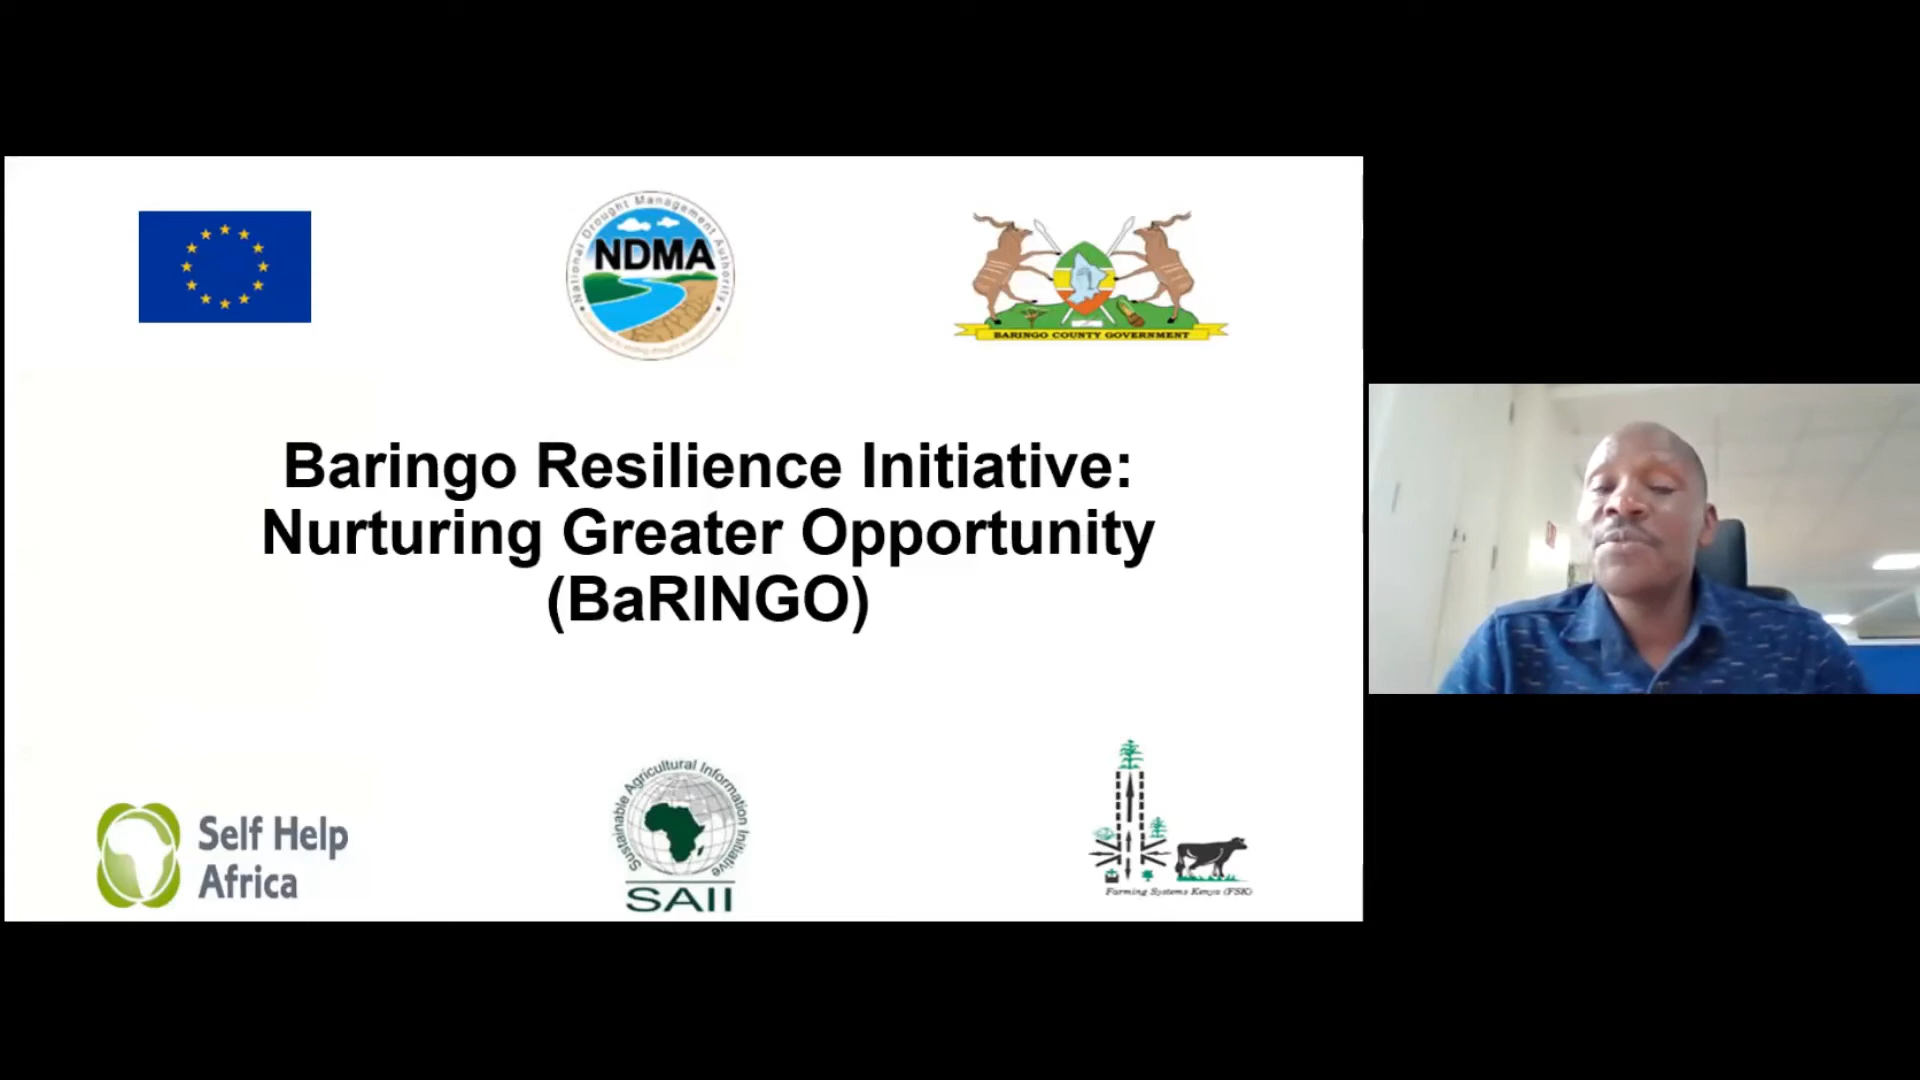 National Drought Management Authority
NDMA
BARINGO COUNTY GOVERNMENT
Baringo Resilience Initiative:
Nurturing Greater Opportunity
(BaRINGO)
Self Help
Africa
Sustainable Agricultural Information Initiative
SAII
Farming Systems Kenya (FSK)